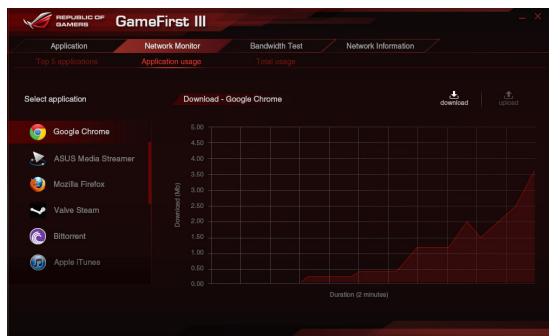 REPUBLIC OF
GAMERS
GameFirst III
Application
Network Monitor
Bandwidth Test
Network Information
Top 5 applications
Application usage
Total usage
Select application
Download - Google Chrome
download
upload
Google Chrome
ASUS Media Streamer
Mozilla Firefox
Valve Steam
Bittorrent
Apple iTunes
Download (Mb)
5.00
4.50
4.00
3.50
3.00
2.50
2.00
1.50
1.00
0.50
0.00
Duration (2 minutes)